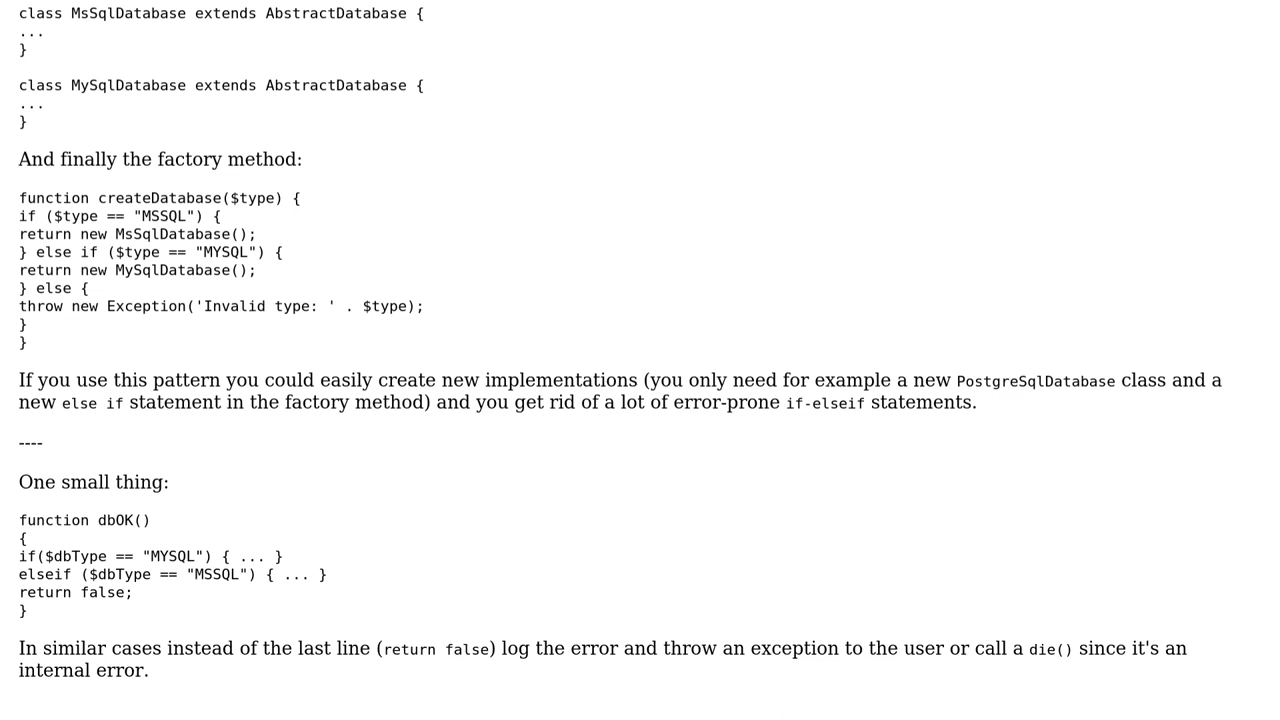 class MsSqlDatabase extends AbstractDatabase {
...
}
class MySqlDatabase extends AbstractDatabase {
...
}
And finally the factory method:
function createDatabase($type) {
if ($type == "MSSQL") {
return new MsSqlDatabase();
} else if ($type == "MYSQL") {
return new MySqlDatabase();
} else {
throw new Exception('Invalid type: ' . $type);
}
}
If you use this pattern you could easily create new implementations (you only need for example a new PostgreSqlDatabase class and a
new else if statement in the factory method) and you get rid of a lot of error-prone if-elseif statements.
----
One small thing:
function dbOK()
{
if($dbType == "MYSQL") { ... }
elseif ($dbType == "MSSQL") { ... }
return false;
}
In similar cases instead of the last line (return false) log the error and throw an exception to the user or call a die() since it's an
internal error.